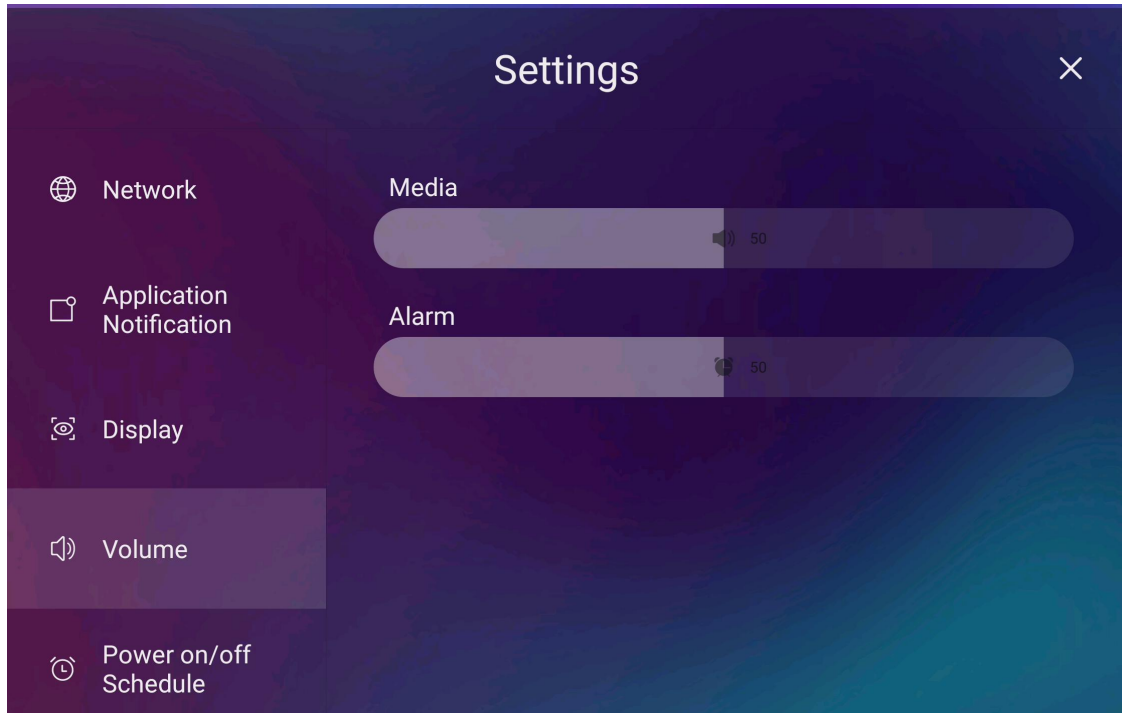 Settings
Network
Application
Notification
Display
Volume
Power on/off
Schedule
Media
50
Alarm
50